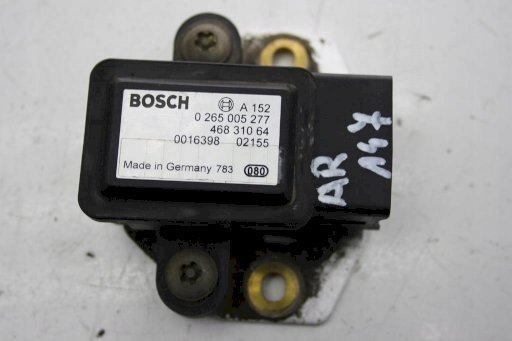 BOSCH A 152
0 265 005 277
468 310 64
0016398 02155
Made in Germany 783 080
AR
147